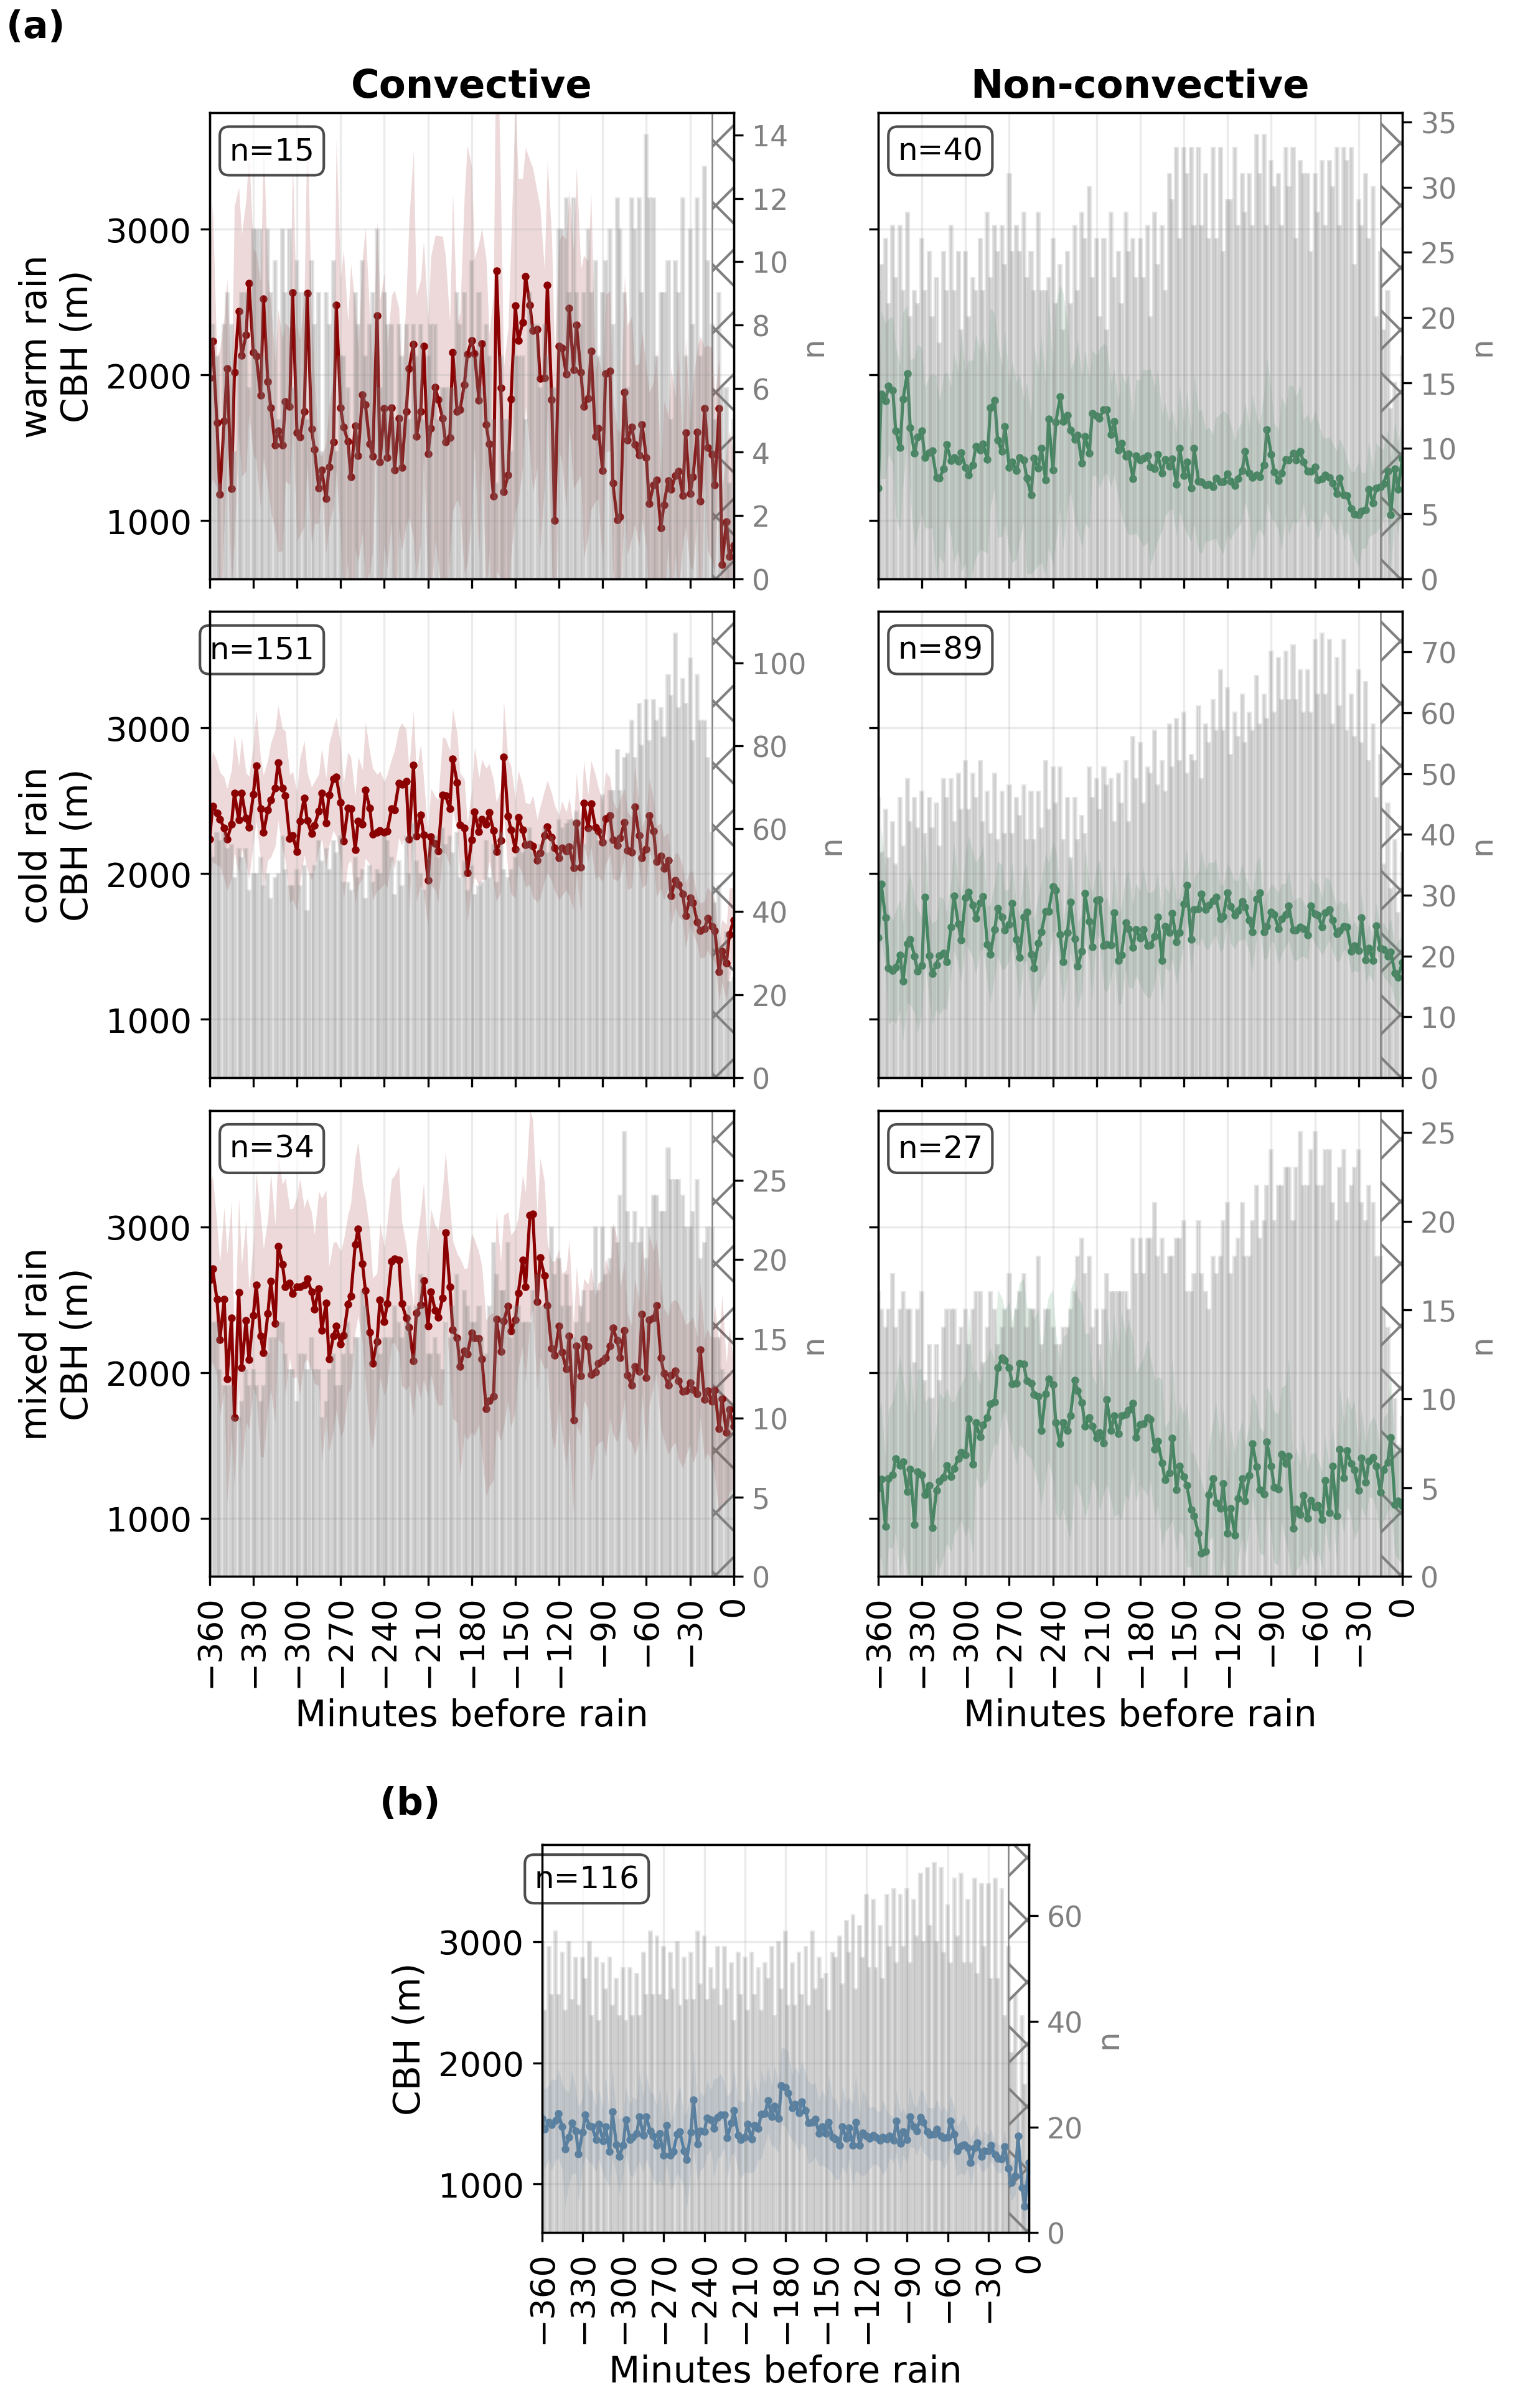 (a)
Convective
Non-convective
n=15
n=40
warm rain
CBH (m)
3000
2000
1000
14
12
10
8
6
4
2
0
n
35
30
25
20
15
10
5
0
n
n=151
n=89
cold rain
CBH (m)
3000
2000
1000
100
80
60
40
20
0
n
70
60
50
40
30
20
10
0
n
n=34
n=27
mixed rain
CBH (m)
3000
2000
1000
25
20
15
10
5
0
n
25
20
15
10
5
0
n
−360 −330 −300 −270 −240 −210 −180 −150 −120 −90 −60 −30 0
−360 −330 −300 −270 −240 −210 −180 −150 −120 −90 −60 −30 0
Minutes before rain
Minutes before rain
(b)
n=116
CBH (m)
3000
2000
1000
60
40
20
0
n
−360 −330 −300 −270 −240 −210 −180 −150 −120 −90 −60 −30 0
Minutes before rain